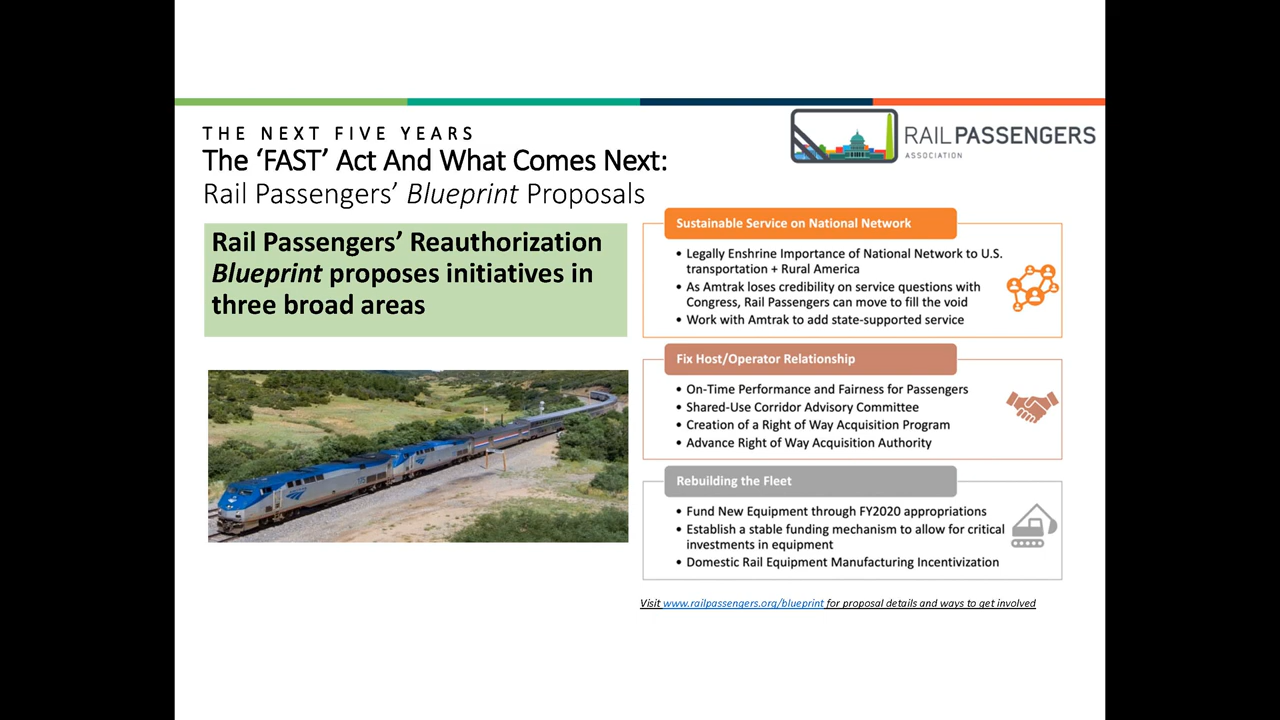 THE NEXT FIVE YEARS
The ‘FAST’ Act And What Comes Next:
Rail Passengers’ Blueprint Proposals
RAILPASSENGERS
ASSOCIATION
Rail Passengers’ Reauthorization
Blueprint proposes initiatives in
three broad areas
Sustainable Service on National Network
• Legally Enshrine Importance of National Network to U.S.
transportation + Rural America
• As Amtrak loses credibility on service questions with
Congress, Rail Passengers can move to fill the void
• Work with Amtrak to add state-supported service
Fix Host/Operator Relationship
• On-Time Performance and Fairness for Passengers
• Shared-Use Corridor Advisory Committee
• Creation of a Right of Way Acquisition Program
• Advance Right of Way Acquisition Authority
Rebuilding the Fleet
• Fund New Equipment through FY2020 appropriations
• Establish a stable funding mechanism to allow for critical
investments in equipment
• Domestic Rail Equipment Manufacturing Incentivization
Visit www.railpassengers.org/blueprint for proposal details and ways to get involved